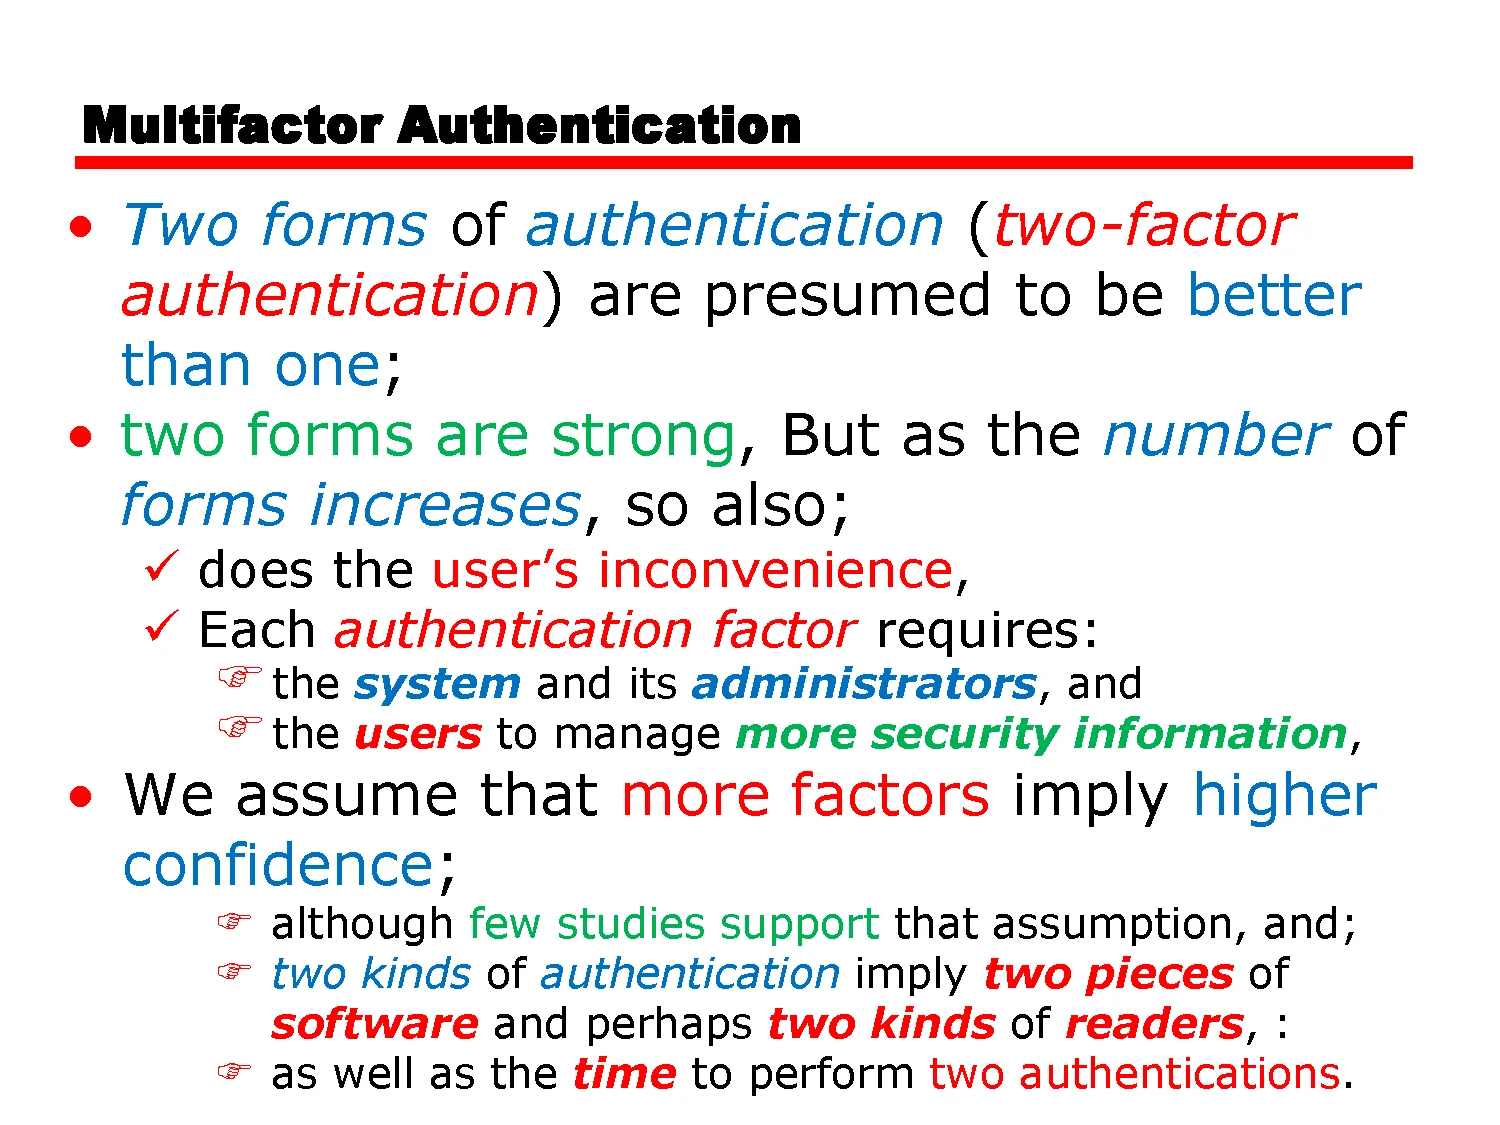 Multifactor Authentication
• Two forms of authentication (two-factor
authentication) are presumed to be better
than one;
• two forms are strong, But as the number of
forms increases, so also;
✓ does the user’s inconvenience,
✓ Each authentication factor requires:
☞ the system and its administrators, and
☞ the users to manage more security information,
• We assume that more factors imply higher
confidence;
☞ although few studies support that assumption, and;
☞ two kinds of authentication imply two pieces of
software and perhaps two kinds of readers, :
☞ as well as the time to perform two authentications.